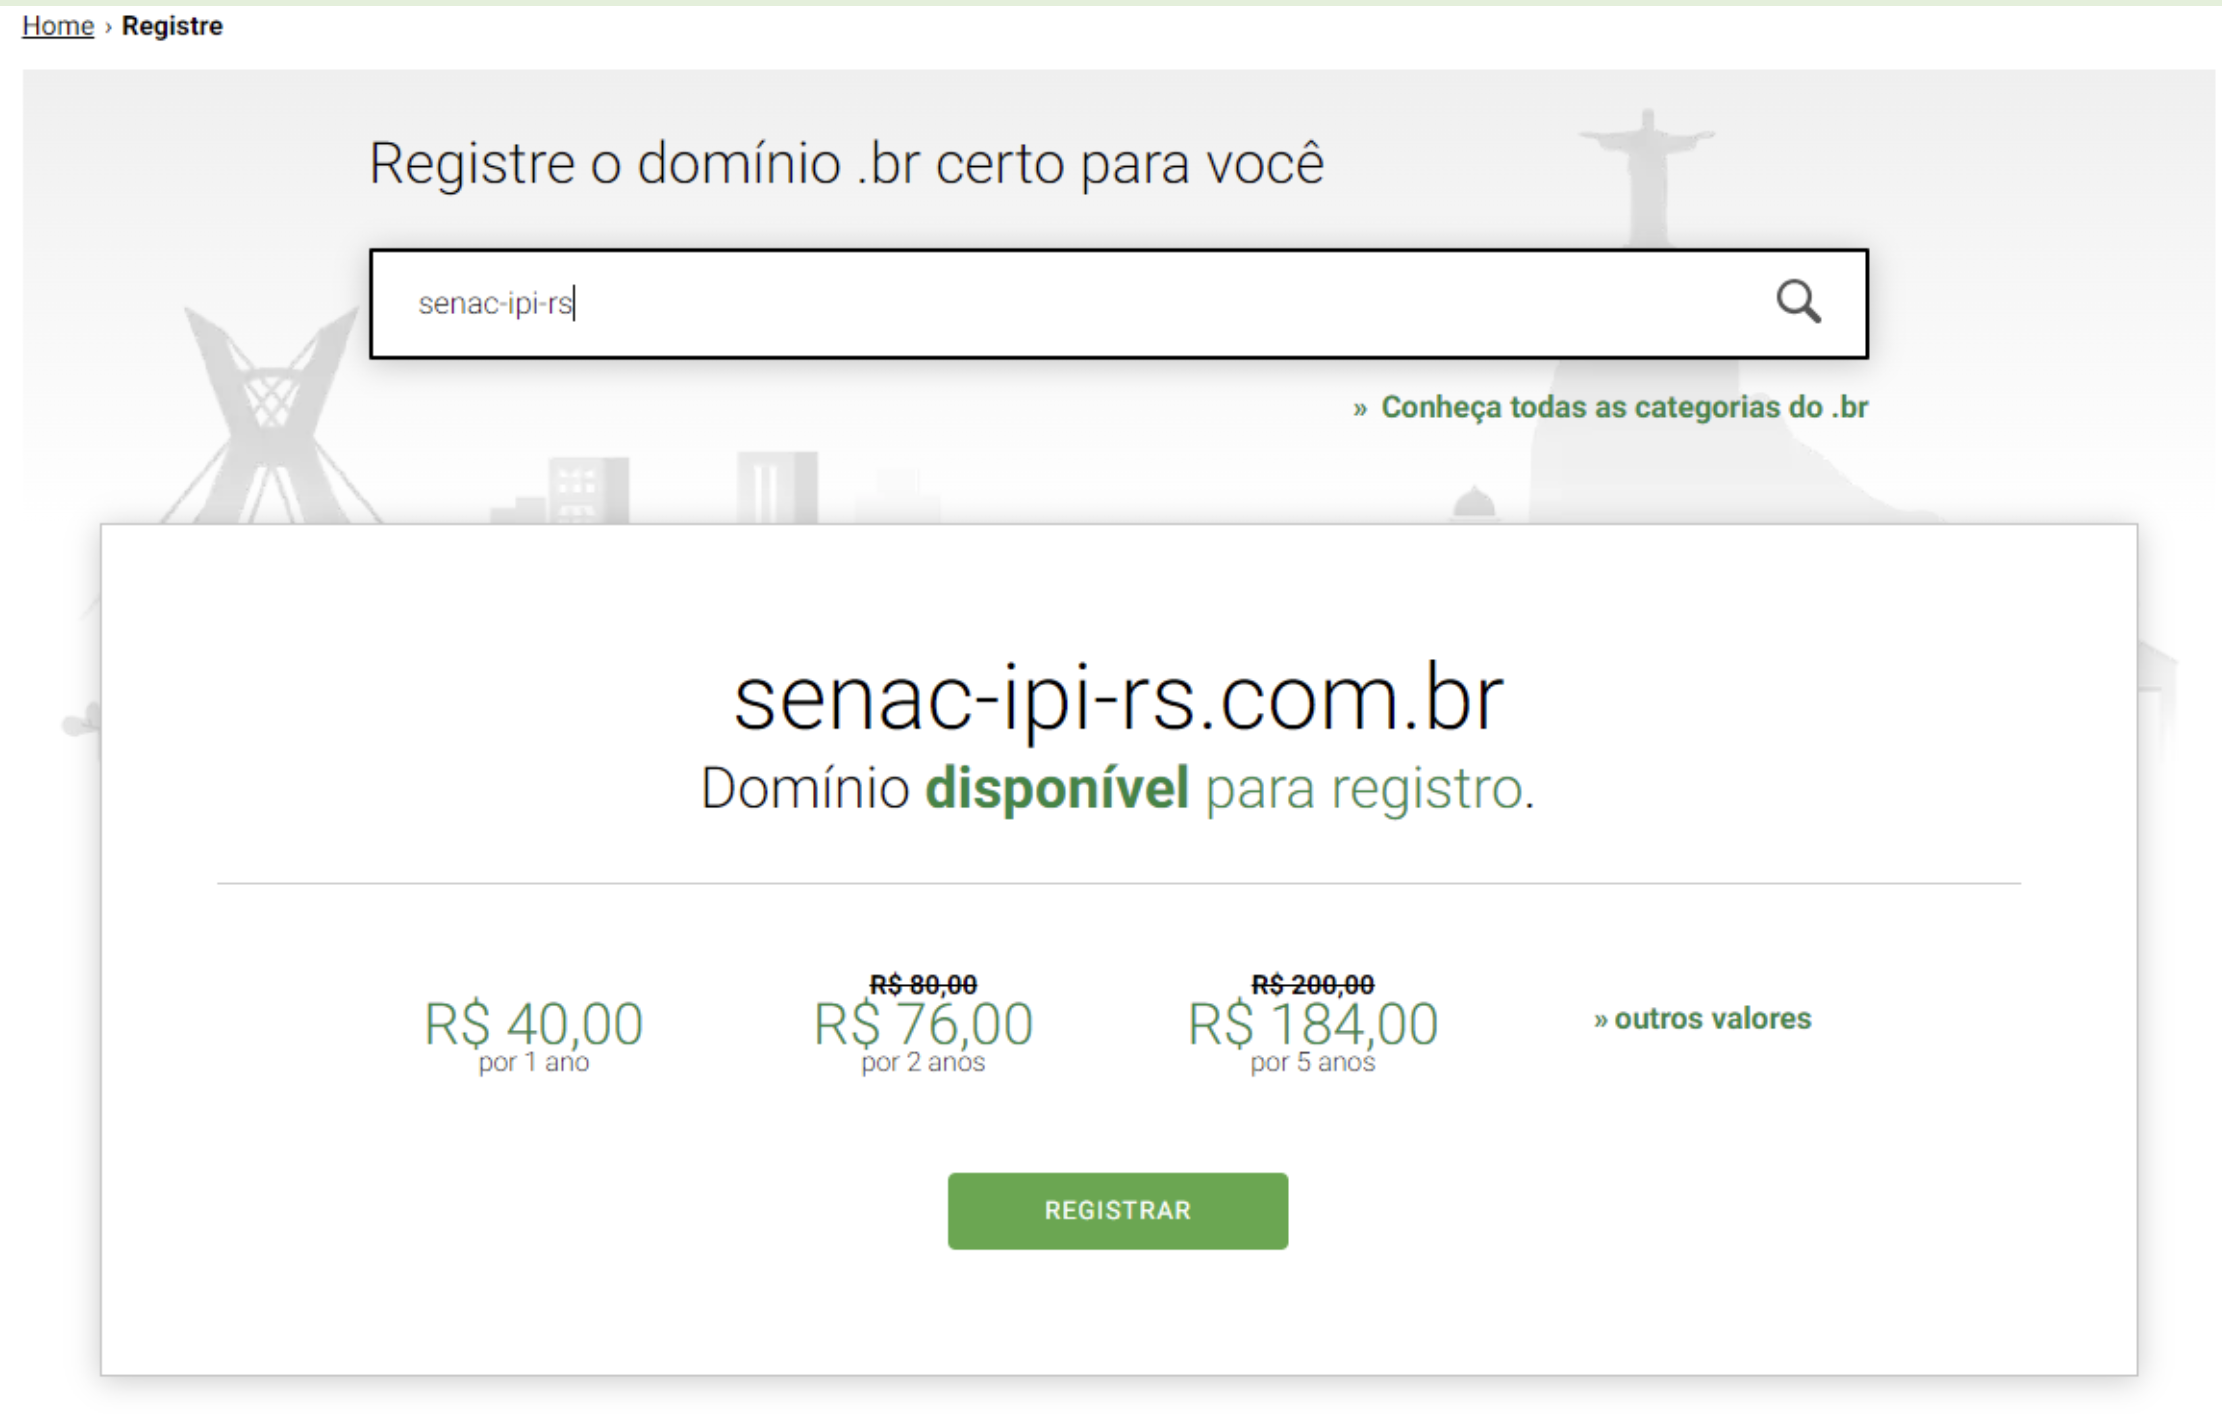 Home › Registre
Registre o domínio .br certo para você
senac-ipi-rs
» Conheça todas as categorias do .br
senac-ipi-rs.com.br
Domínio disponível para registro.
R$ 40,00
por 1 ano
R$ 80,00
R$ 76,00
por 2 anos
R$ 200,00
R$ 184,00
por 5 anos
» outros valores
REGISTRAR